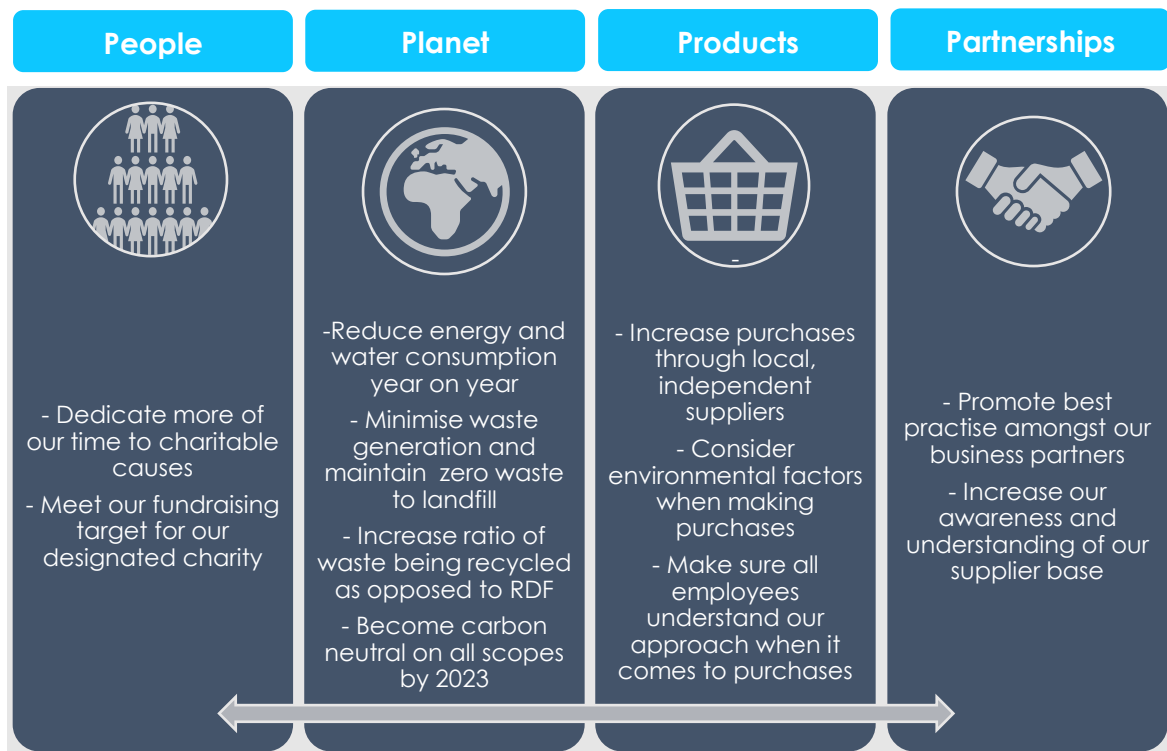 People
Planet
Products
Partnerships
- Dedicate more of
our time to charitable
causes
- Meet our fundraising
target for our
designated charity
-Reduce energy and
water consumption
year on year
- Minimise waste
generation and
maintain zero waste
to landfill
- Increase ratio of
waste being recycled
as opposed to RDF
- Become carbon
neutral on all scopes
by 2023
-
- Increase purchases
through local,
independent
suppliers
- Consider
environmental factors
when making
purchases
- Make sure all
employees
understand our
approach when it
comes to purchases
- Promote best
practise amongst our
business partners
- Increase our
awareness and
understanding of our
supplier base